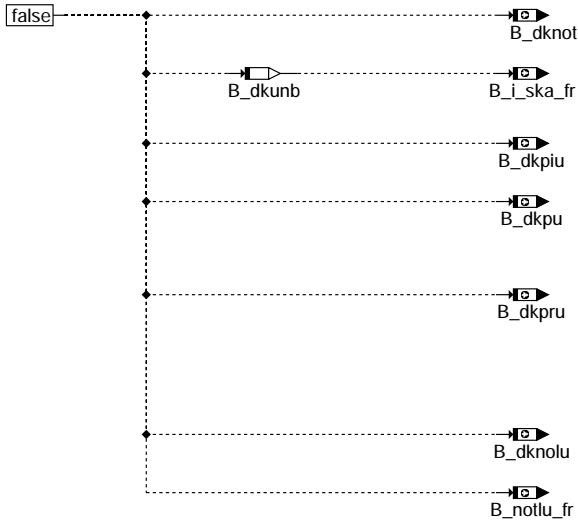 false
B_dknot
B_dkunb
B_i_ska_fr
B_dkpiu
B_dkpu
B_dkpru
B_dknolu
B_notlu_fr